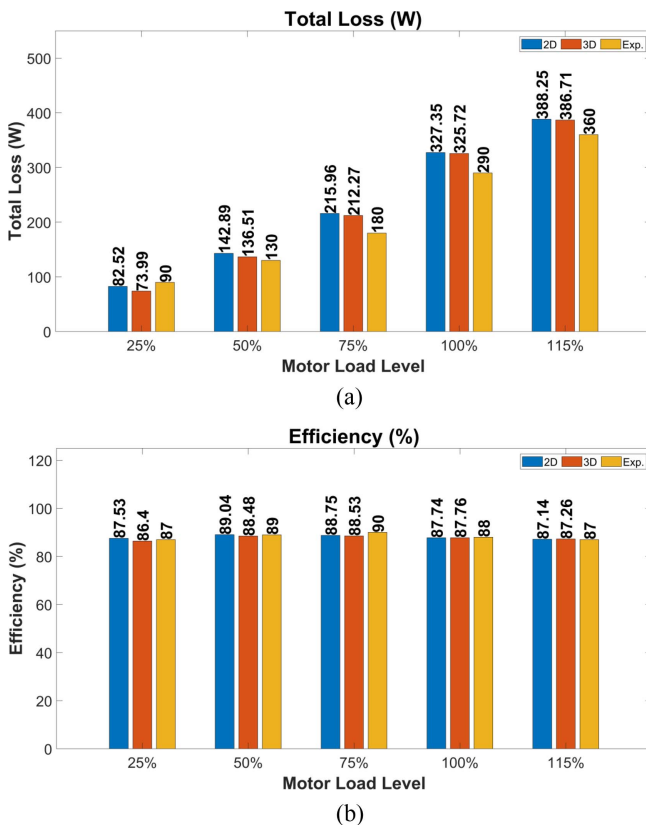 Total Loss (W)
2D 3D Exp.
500
400
300
200
100
0
Total Loss (W)
82.52 73.99 90
142.89 136.51 130
215.96 212.27 180
327.35 325.72 290
388.25 386.71 360
25% 50% 75% 100% 115%
Motor Load Level
(a)
Efficiency (%)
2D 3D Exp.
120
100
80
60
40
20
0
Efficiency (%)
87.53 86.4 87
89.04 88.48 89
88.75 88.53 90
87.74 87.76 88
87.14 87.26 87
25% 50% 75% 100% 115%
Motor Load Level
(b)